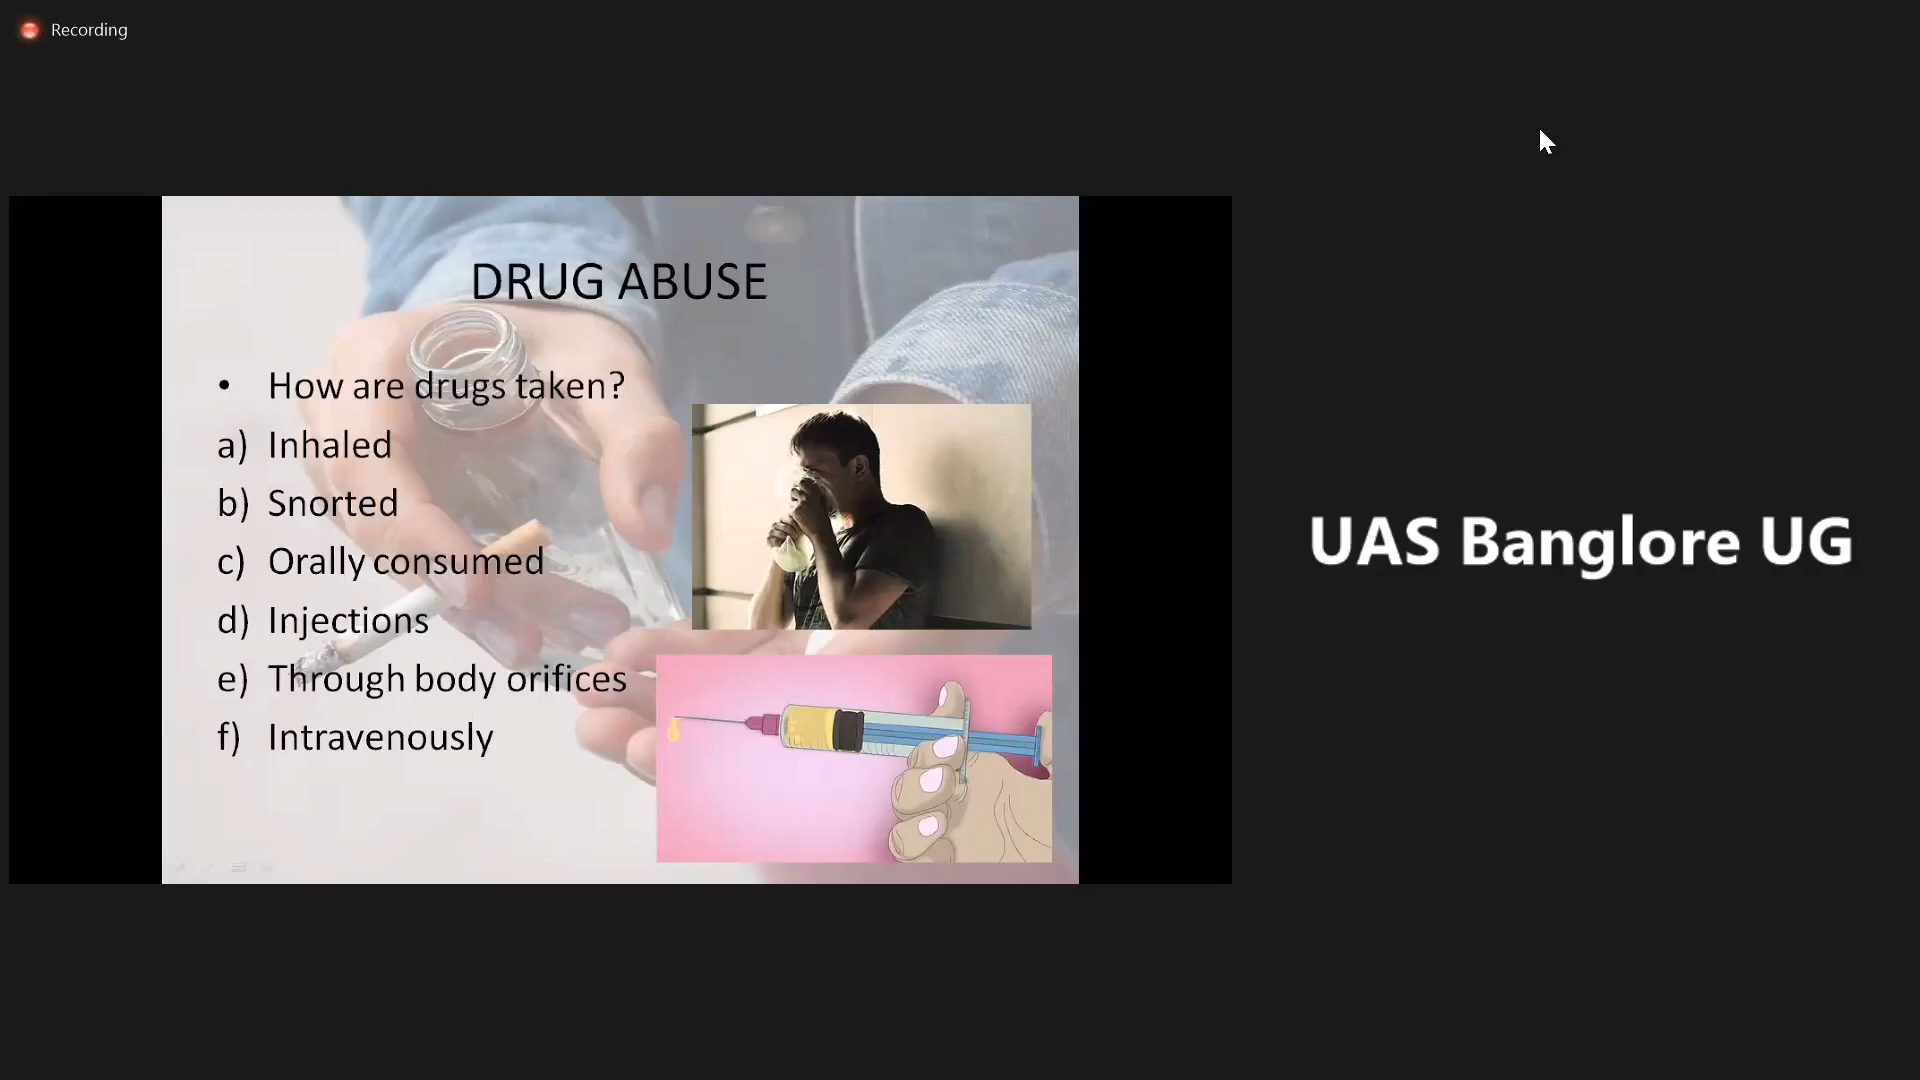 Recording
DRUG ABUSE
• How are drugs taken?
a) Inhaled
b) Snorted
c) Orally consumed
d) Injections
e) Through body orifices
f) Intravenously
UAS Banglore UG